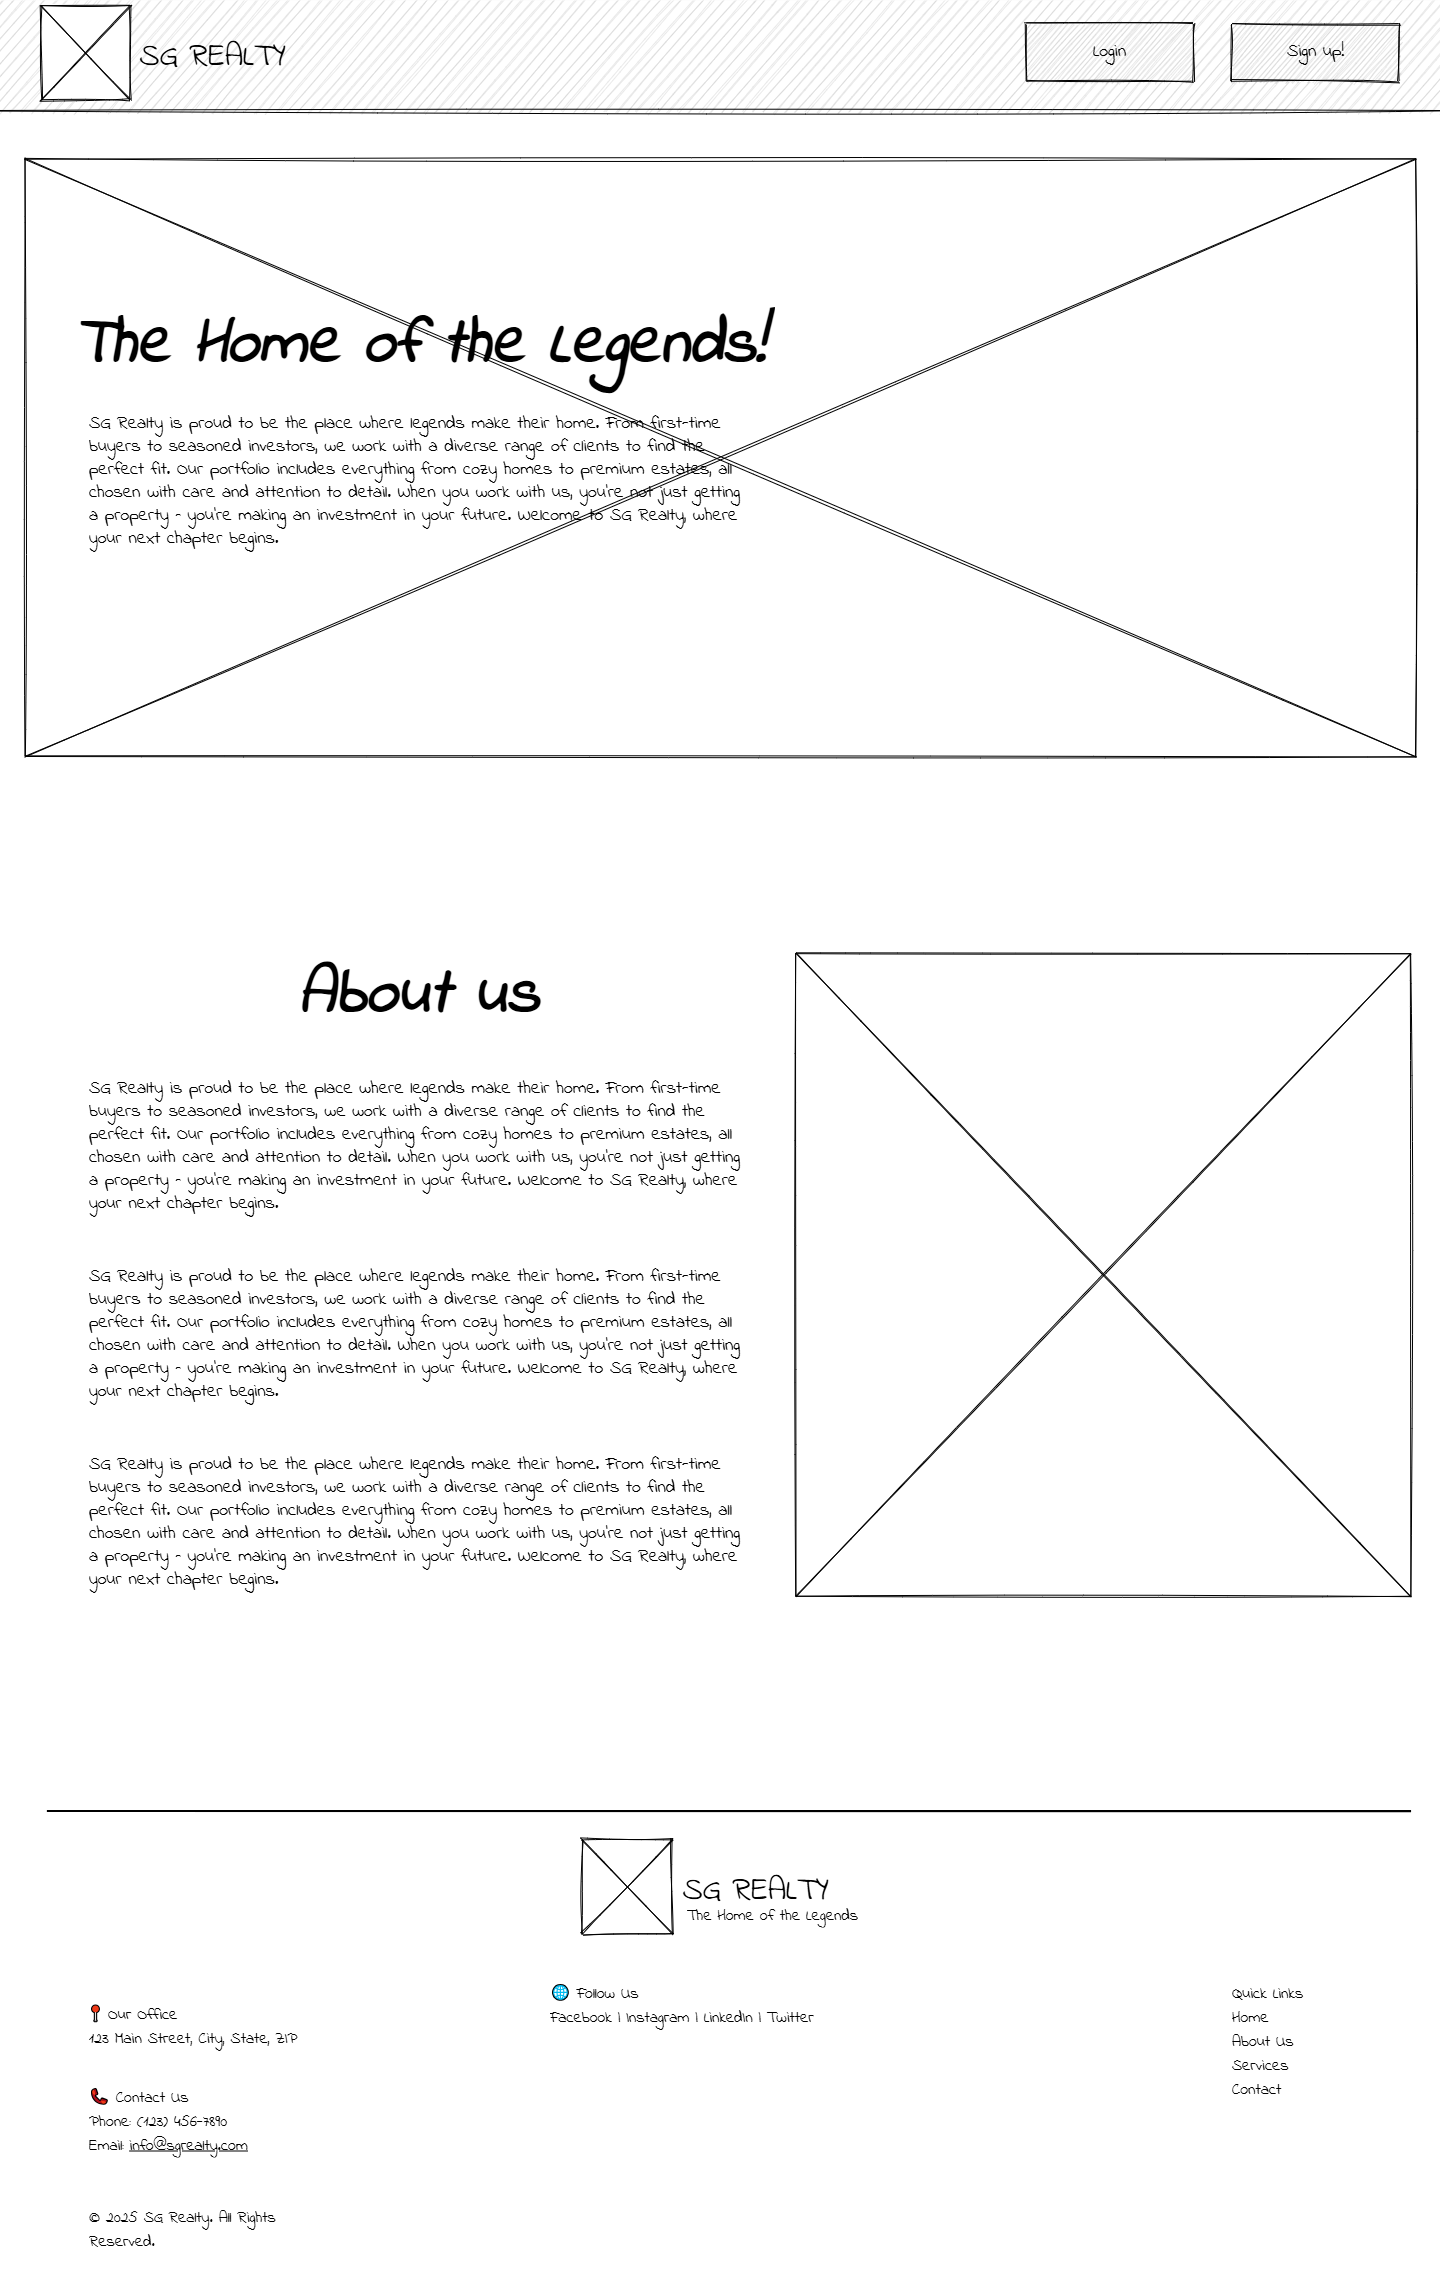 SG REALTY
Login
Sign Up!
The Home of the Legends!
SG Realty is proud to be the place where legends make their home. From first-time
buyers to seasoned investors, we work with a diverse range of clients to find the
perfect fit. Our portfolio includes everything from cozy homes to premium estates, all
chosen with care and attention to detail. When you work with us, you're not just getting
a property - you're making an investment in your future. Welcome to SG Realty, where
your next chapter begins.
About us
SG Realty is proud to be the place where legends make their home. From first-time
buyers to seasoned investors, we work with a diverse range of clients to find the
perfect fit. Our portfolio includes everything from cozy homes to premium estates, all
chosen with care and attention to detail. When you work with us, you're not just getting
a property - you're making an investment in your future. Welcome to SG Realty, where
your next chapter begins.
SG Realty is proud to be the place where legends make their home. From first-time
buyers to seasoned investors, we work with a diverse range of clients to find the
perfect fit. Our portfolio includes everything from cozy homes to premium estates, all
chosen with care and attention to detail. When you work with us, you're not just getting
a property - you're making an investment in your future. Welcome to SG Realty, where
your next chapter begins.
SG Realty is proud to be the place where legends make their home. From first-time
buyers to seasoned investors, we work with a diverse range of clients to find the
perfect fit. Our portfolio includes everything from cozy homes to premium estates, all
chosen with care and attention to detail. When you work with us, you're not just getting
a property - you're making an investment in your future. Welcome to SG Realty, where
your next chapter begins.
SG REALTY
The Home of the Legends
📍 Our Office
123 Main Street, City, State, ZIP
📞 Contact Us
Phone: (123) 456-7890
Email: info@sgrealty.com
© 2025 SG Realty. All Rights
Reserved.
🌐 Follow Us
Facebook | Instagram | LinkedIn | Twitter
Quick Links
Home
About Us
Services
Contact